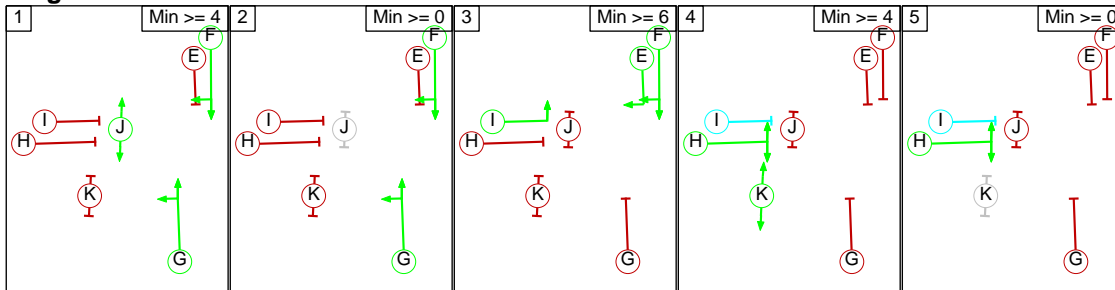 1 Min >= 4
F
E
I
J
H
K
G
2 Min >= 0
F
E
I
J
H
K
G
3 Min >= 6
F
E
I
J
H
K
G
4 Min >= 4
F
E
I
J
H
K
G
5 Min >= 0
F
E
I
J
H
K
G